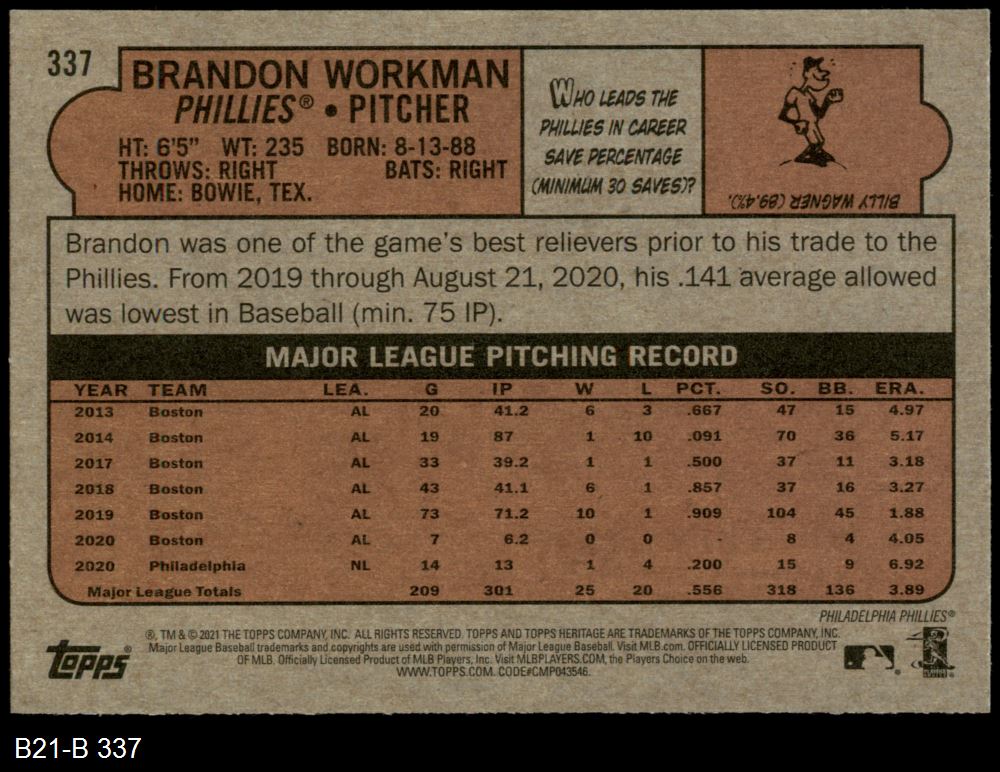 337
BRANDON WORKMAN
PHILLIES® • PITCHER
HT: 6'5" WT: 235 BORN: 8-13-88
THROWS: RIGHT BATS: RIGHT
HOME: BOWIE, TEX.
WHO LEADS THE
PHILLIES IN CAREER
SAVE PERCENTAGE
(MINIMUM 30 SAVES)?
BILLY WAGNER (89.4%).
Brandon was one of the game's best relievers prior to his trade to the
Phillies. From 2019 through August 21, 2020, his .141 average allowed
was lowest in Baseball (min. 75 IP).
MAJOR LEAGUE PITCHING RECORD
YEAR TEAM LEA. G IP W L PCT. SO. BB. ERA.
2013 Boston AL 20 41.2 6 3 .667 47 15 4.97
2014 Boston AL 19 87 1 10 .091 70 36 5.17
2017 Boston AL 33 39.2 1 1 .500 37 11 3.18
2018 Boston AL 43 41.1 6 1 .857 37 16 3.27
2019 Boston AL 73 71.2 10 1 .909 104 45 1.88
2020 Boston AL 7 6.2 0 0 - 8 4 4.05
2020 Philadelphia NL 14 13 1 4 .200 15 9 6.92
Major League Totals 209 301 25 20 .556 318 136 3.89
PHILADELPHIA PHILLIES®
®, TM & © 2021 THE TOPPS COMPANY, INC. ALL RIGHTS RESERVED. TOPPS AND TOPPS HERITAGE ARE TRADEMARKS OF THE TOPPS COMPANY, INC.
Major League Baseball trademarks and copyrights are used with permission of Major League Baseball. Visit MLB.com. OFFICIALLY LICENSED PRODUCT
OF MLB. Officially Licensed Product of MLB Players, Inc. Visit MLBPLAYERS.COM, the Players Choice on the web.
WWW.TOPPS.COM. CODE#CMP043546.
topps®
B21-B 337